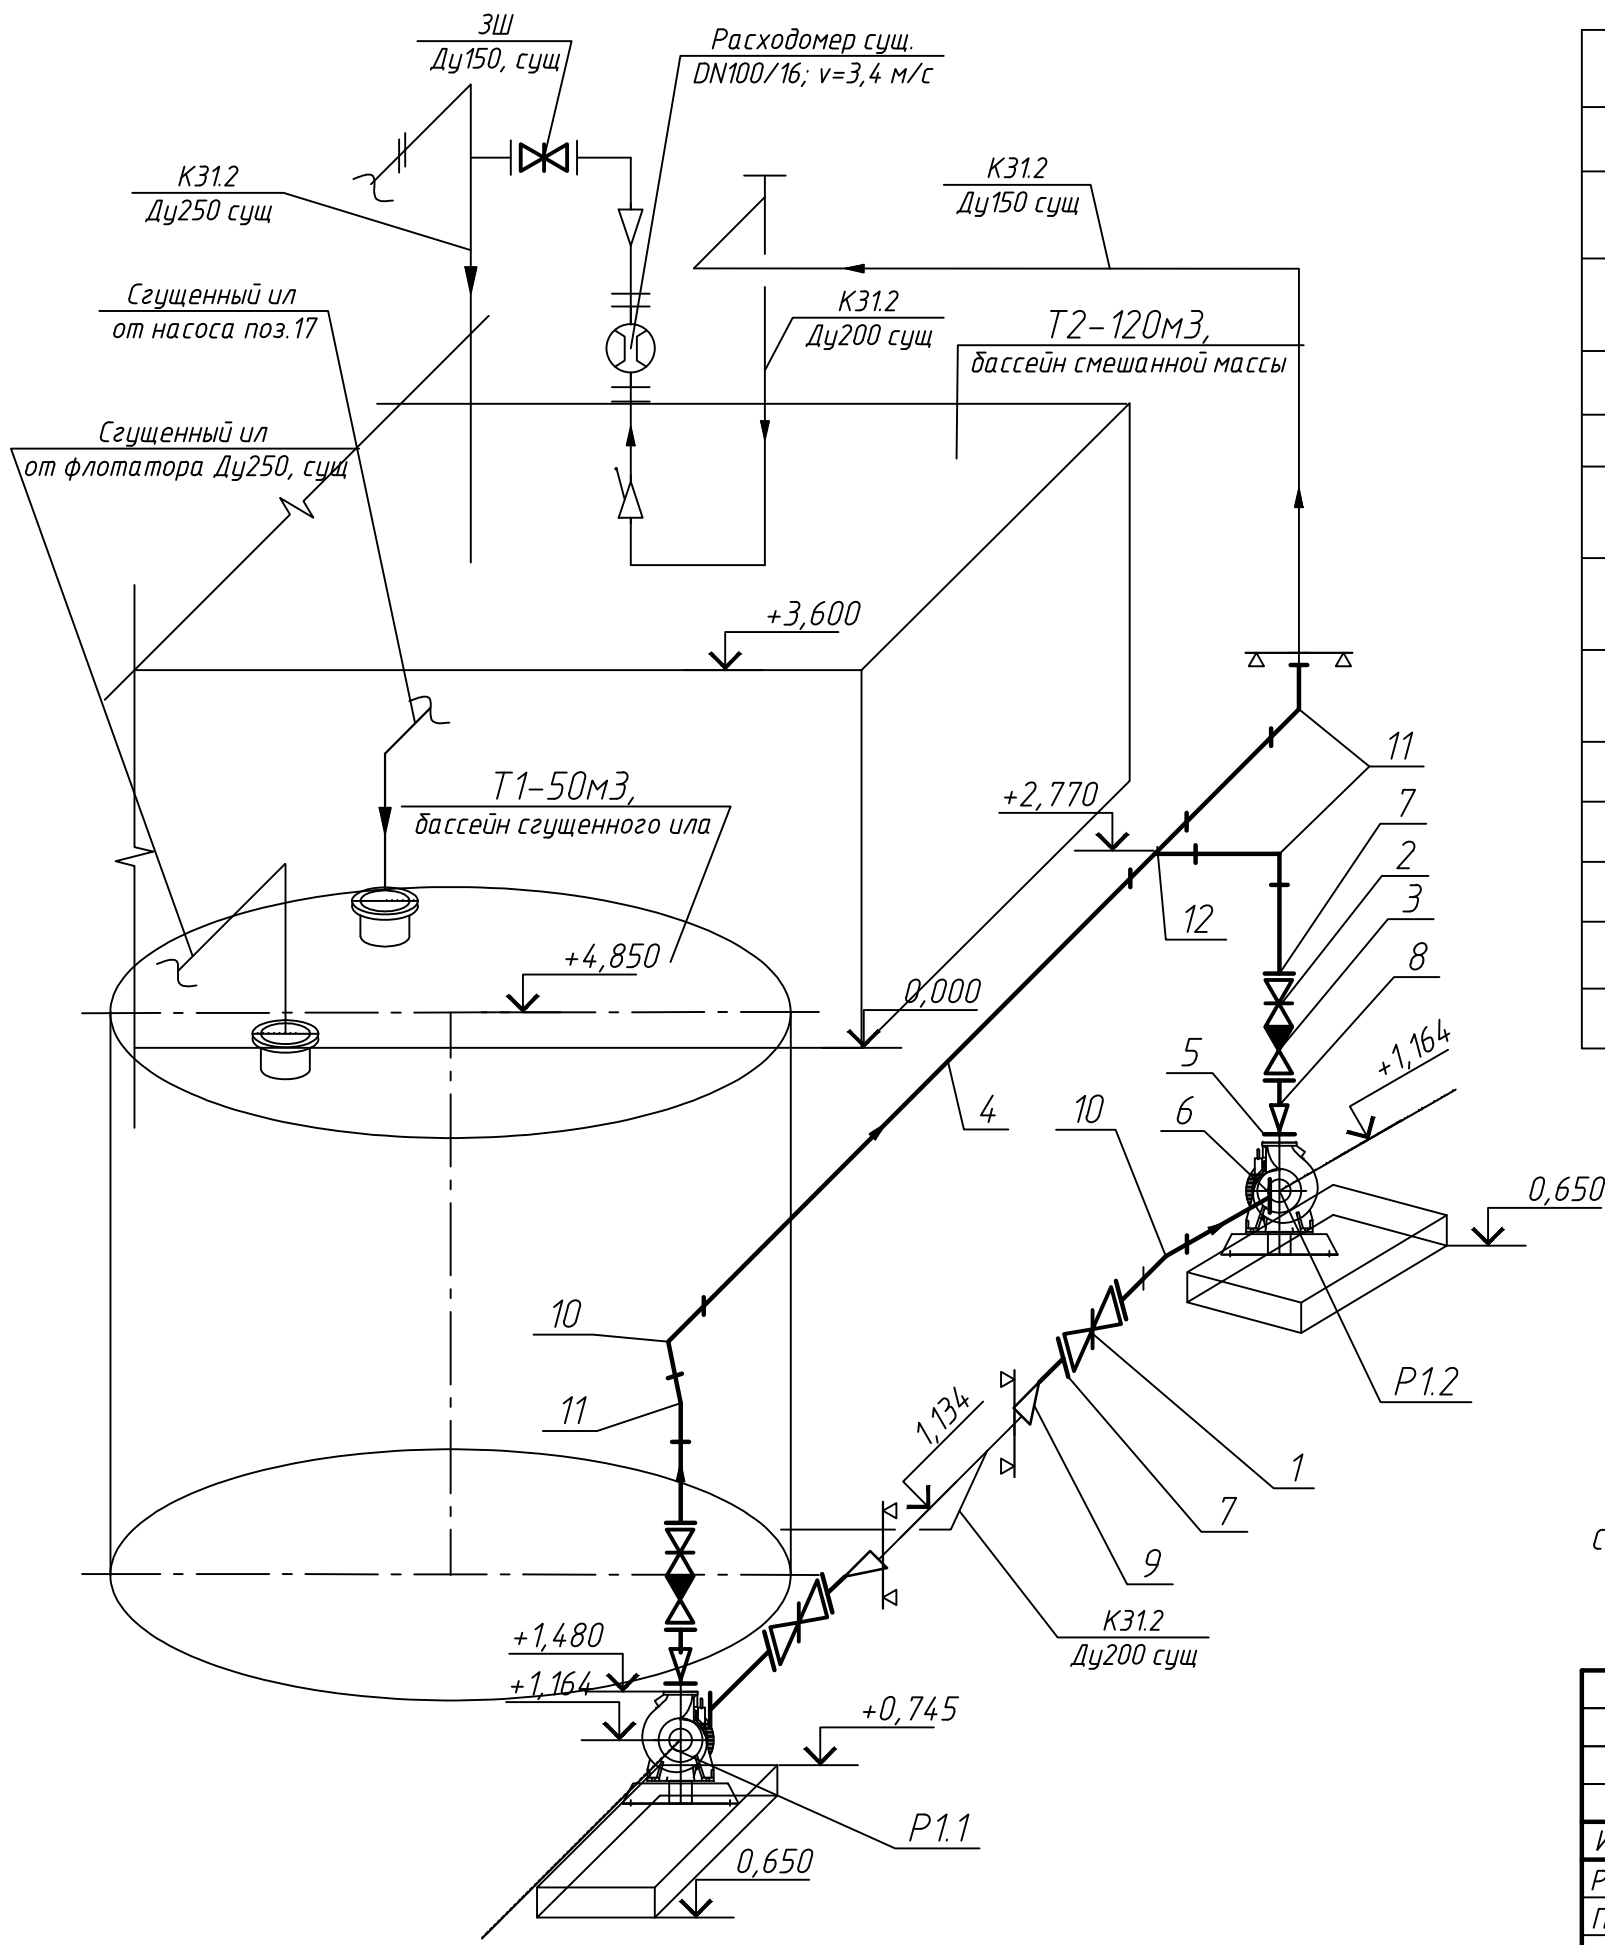 ЗШ
Ду150, сущ
Расходомер сущ.
DN100/16; v=3,4 м/с
К31.2
Ду250 сущ
К31.2
Ду150 сущ
Сгущенный ил
от насоса поз.17
К31.2
Ду200 сущ
Т2-120м3,
бассейн смешанной массы
Сгущенный ил
от флотатора Ду250, сущ
+3,600
11
Т1-50м3,
бассейн сгущенного ила
+2,770
7
2
3
12
8
+4,850
0,000
+1,164
5
4
10
6
0,650
10
11
P1.2
1,134
1
7
9
К31.2
Ду200 сущ
+1,480
+1,164
+0,745
P1.1
0,650